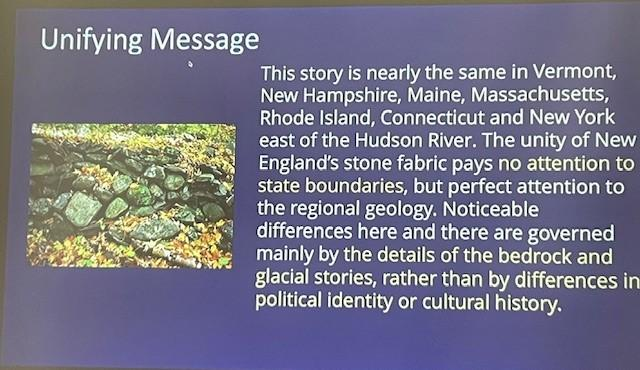 Unifying Message
This story is nearly the same in Vermont,
New Hampshire, Maine, Massachusetts,
Rhode Island, Connecticut and New York
east of the Hudson River. The unity of New
England's stone fabric pays no attention to
state boundaries, but perfect attention to
the regional geology. Noticeable
differences here and there are governed
mainly by the details of the bedrock and
glacial stories, rather than by differences in
political identity or cultural history.